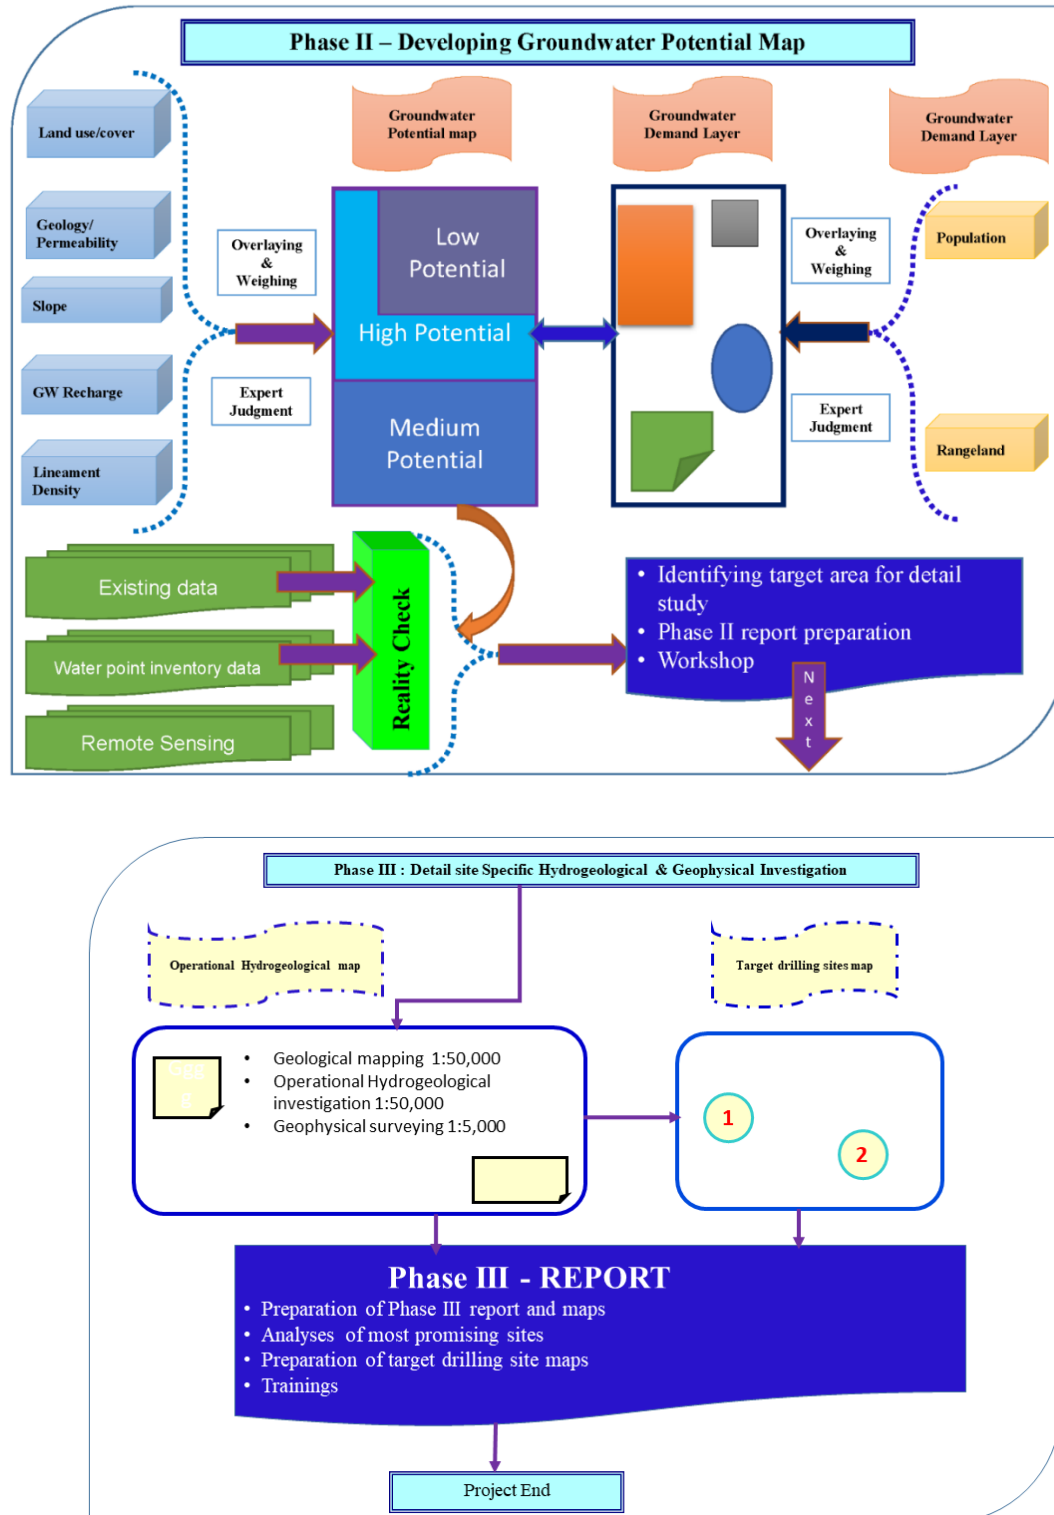 Phase II – Developing Groundwater Potential Map
Land use/cover
Geology/
Permeability
Slope
GW Recharge
Lineament
Density
Overlaying
&
Weighing
Expert
Judgment
Groundwater
Potential map
Low
Potential
High Potential
Medium
Potential
Groundwater
Demand Layer
Groundwater
Demand Layer
Overlaying
&
Weighing
Expert
Judgment
Population
Rangeland
Existing data
Water point inventory data
Remote Sensing
Reality Check
• Identifying target area for detail
study
• Phase II report preparation
• Workshop
Next
Phase III : Detail site Specific Hydrogeological & Geophysical Investigation
Operational Hydrogeological map
Target drilling sites map
• Geological mapping 1:50,000
• Operational Hydrogeological
investigation 1:50,000
• Geophysical surveying 1:5,000
1
2
Phase III - REPORT
• Preparation of Phase III report and maps
• Analyses of most promising sites
• Preparation of target drilling site maps
• Trainings
Project End